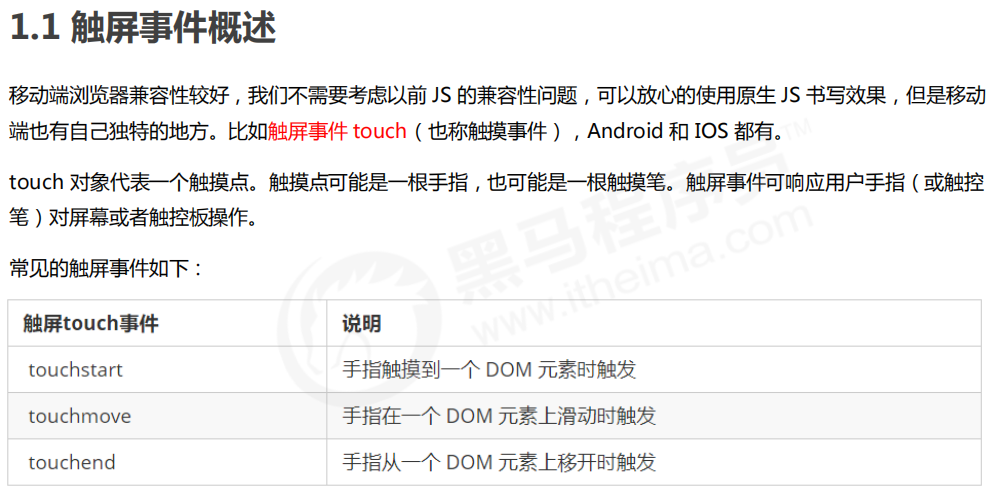 1.1 触屏事件概述
移动端浏览器兼容性较好，我们不需要考虑以前 JS 的兼容性问题，可以放心的使用原生 JS 书写效果，但是移动
端也有自己独特的地方。比如触屏事件 touch（也称触摸事件），Android 和 IOS 都有。
touch 对象代表一个触摸点。触摸点可能是一根手指，也可能是一根触摸笔。触屏事件可响应用户手指（或触控
笔）对屏幕或者触控板操作。
常见的触屏事件如下：
触屏touch事件 说明
touchstart 手指触摸到一个 DOM 元素时触发
touchmove 手指在一个 DOM 元素上滑动时触发
touchend 手指从一个 DOM 元素上移开时触发
黑马程序员™
www.itheima.com